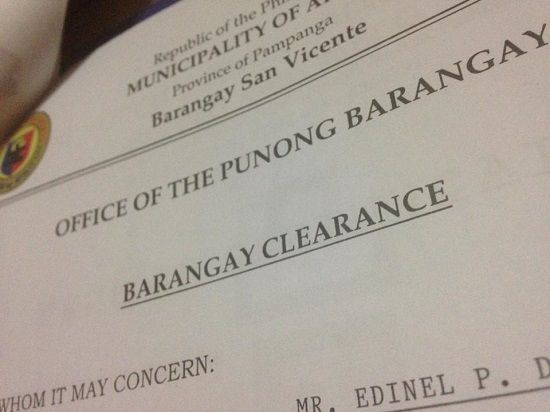 Republic of the
MUNICIPALITY OF
Province of Pampanga
Barangay San Vicente
OFFICE OF THE PUNONG BARANGAY
BARANGAY CLEARANCE
WHOM IT MAY CONCERN:
MR. EDINEL P. D